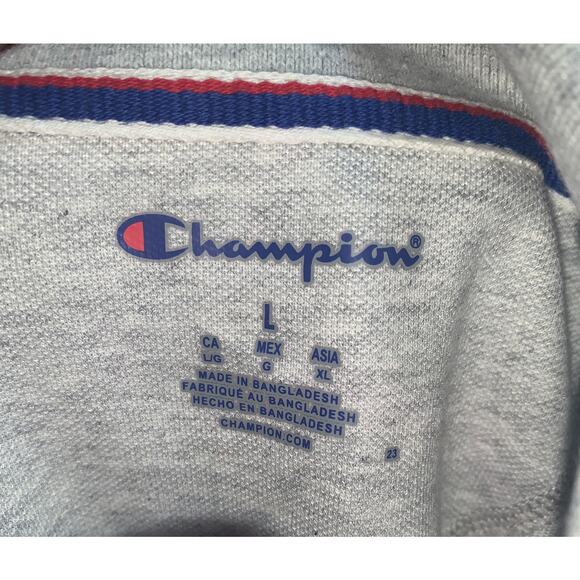 Champion®
L
CA MEX ASIA
L/G G XL
MADE IN BANGLADESH
FABRIQUÉ AU BANGLADESH
HECHO EN BANGLADESH
CHAMPION.COM
23